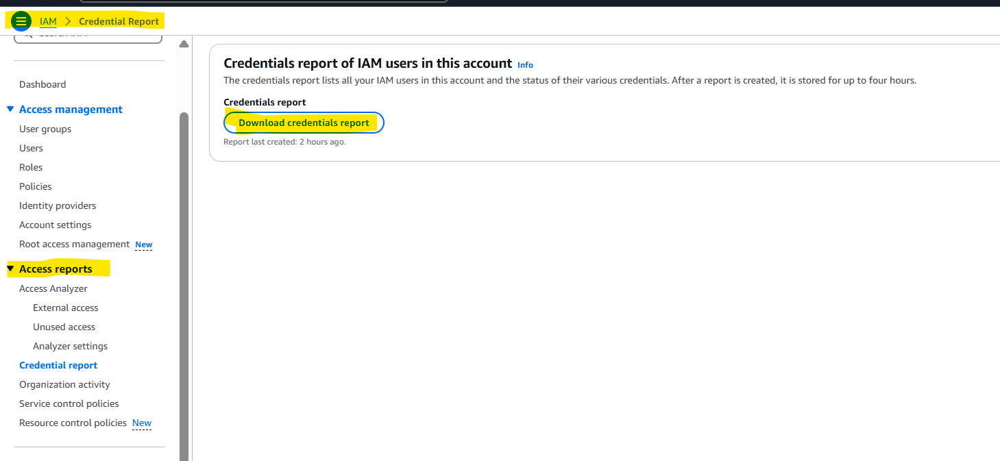 IAM > Credential Report
Dashboard
Access management
User groups
Users
Roles
Policies
Identity providers
Account settings
Root access management New
Access reports
Access Analyzer
External access
Unused access
Analyzer settings
Credential report
Organization activity
Service control policies
Resource control policies New
Credentials report of IAM users in this account Info
The credentials report lists all your IAM users in this account and the status of their various credentials. After a report is created, it is stored for up to four hours.
Credentials report
Download credentials report
Report last created: 2 hours ago.